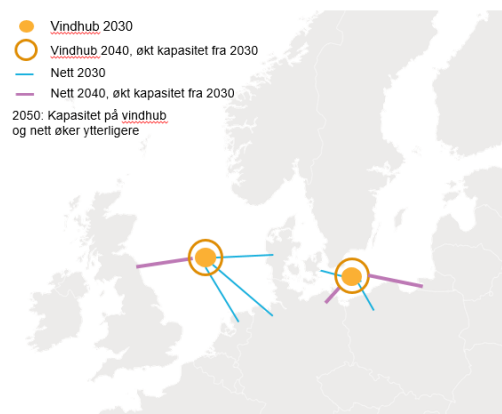 Vindhub 2030
Vindhub 2040, økt kapasitet fra 2030
Nett 2030
Nett 2040, økt kapasitet fra 2030
2050: Kapasitet på vindhub
og nett øker ytterligere